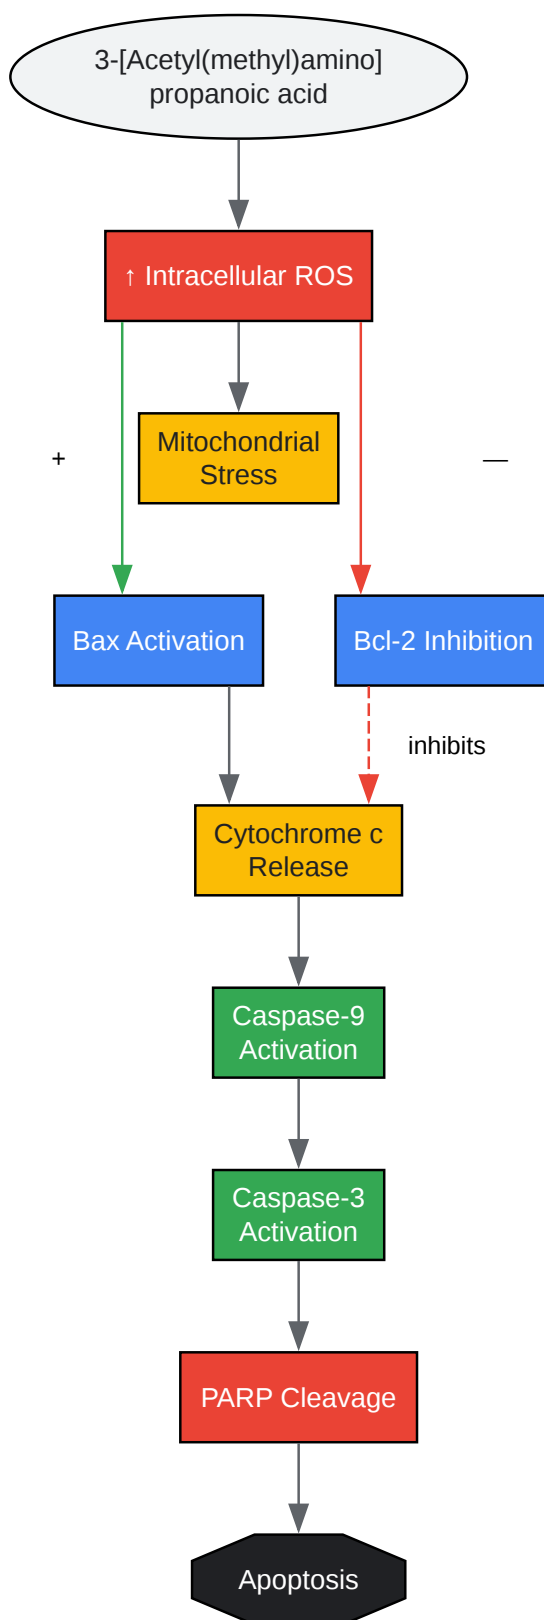 3-[Acetyl(methyl)amino]
propanoic acid
↑ Intracellular ROS
Mitochondrial
Stress
+
—
Bax Activation
Bcl-2 Inhibition
inhibits
Cytochrome c
Release
Caspase-9
Activation
Caspase-3
Activation
PARP Cleavage
Apoptosis